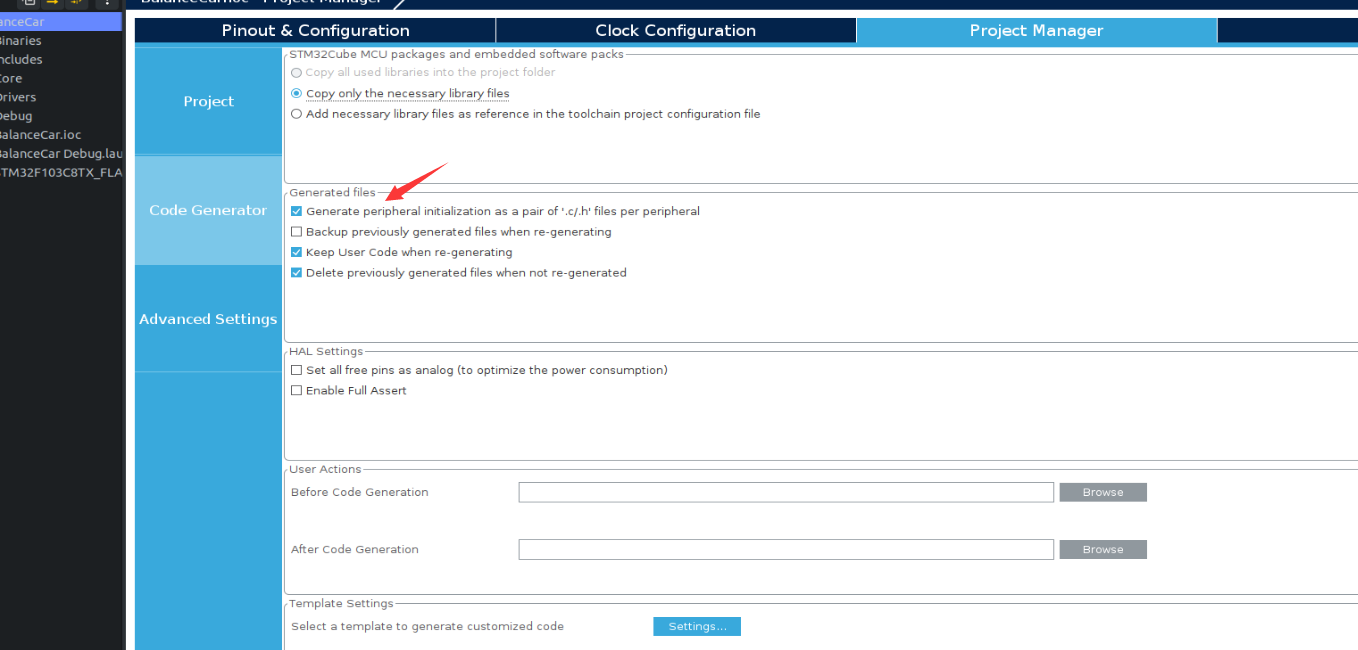 Pinout & Configuration
Clock Configuration
Project Manager
anceCar
Binaries
ncludes
Core
Drivers
Debug
BalanceCar.ioc
BalanceCar Debug.lau
STM32F103C8TX_FLA
Project
Code Generator
Advanced Settings
STM32Cube MCU packages and embedded software packs
Copy all used libraries into the project folder
Copy only the necessary library files
Add necessary library files as reference in the toolchain project configuration file
Generated files
Generate peripheral initialization as a pair of '.c/.h' files per peripheral
Backup previously generated files when re-generating
Keep User Code when re-generating
Delete previously generated files when not re-generated
HAL Settings
Set all free pins as analog (to optimize the power consumption)
Enable Full Assert
User Actions
Before Code Generation
Browse
After Code Generation
Browse
Template Settings
Select a template to generate customized code
Settings...